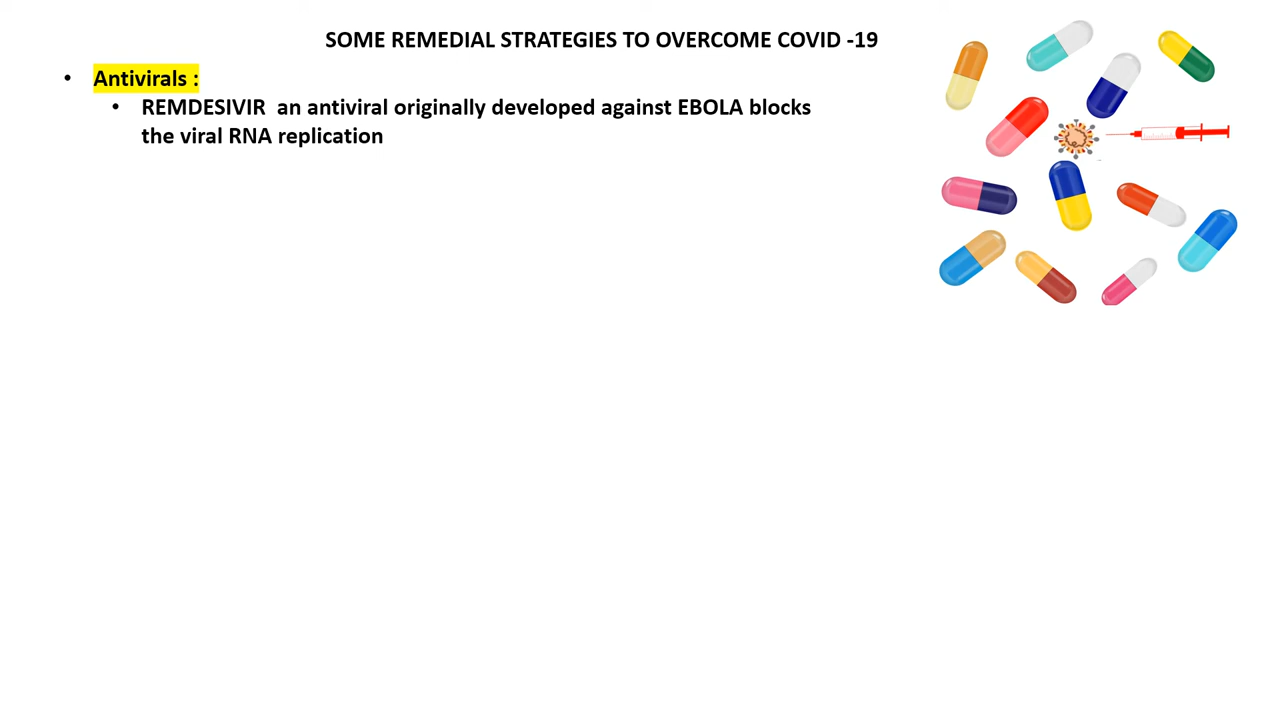 SOME REMEDIAL STRATEGIES TO OVERCOME COVID -19
• Antivirals :
• REMDESIVIR  an antiviral originally developed against EBOLA blocks
the viral RNA replication